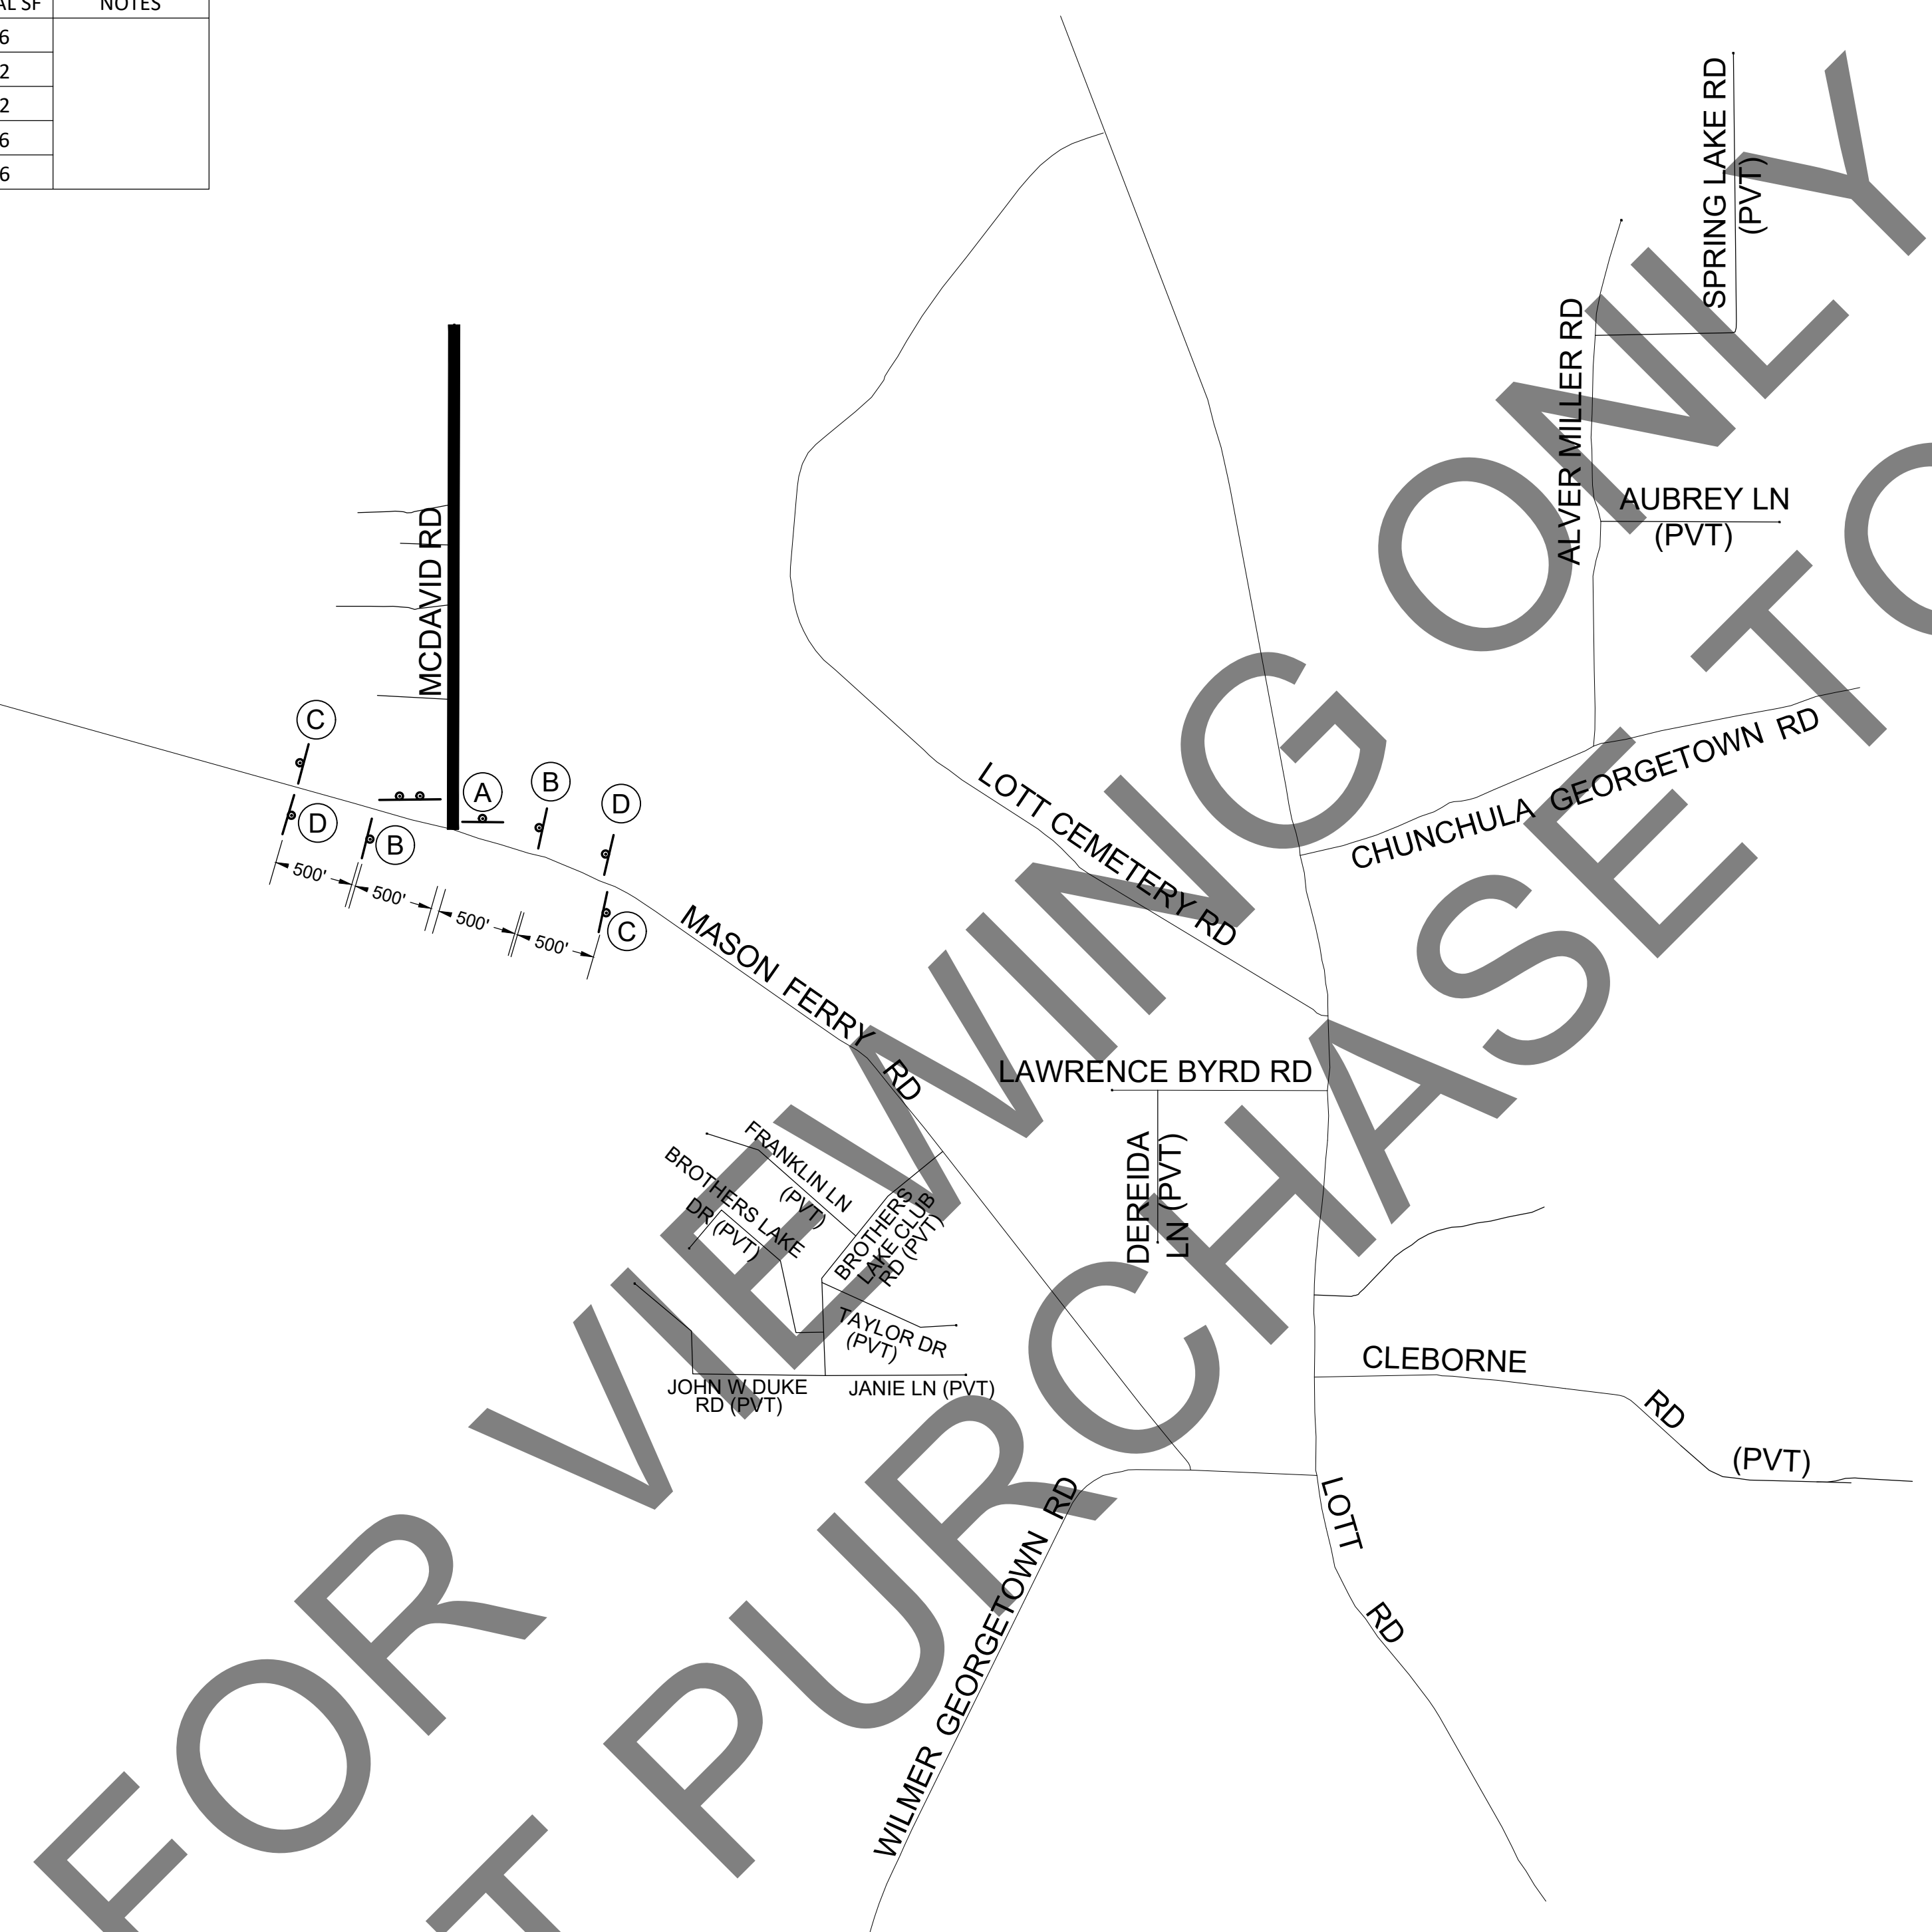 AL SF NOTES
6
2
2
6
6
SPRING LAKE RD
(PVT)
ALVER MILLER RD
AUBREY LN
(PVT)
MCDAVID RD
C
A
B
D
D
B
C
500'
500'
500'
500'
CHUNCHULA GEORGETOWN RD
LOTT CEMETERY RD
MASON FERRY RD
LAWRENCE BYRD RD
DEREIDA
LN (PVT)
FRANKLIN LN
(PVT)
BROTHERS LAKE
DR (PVT)
BROTHERS
LAKE CLUB
RD (PVT)
TAYLOR DR
(PVT)
JOHN W DUKE
RD (PVT)
JANIE LN (PVT)
CLEBORNE RD (PVT)
LOTT RD
WILMER GEORGETOWN RD
FOR VIEWING ONLY
T PURCHASE TO